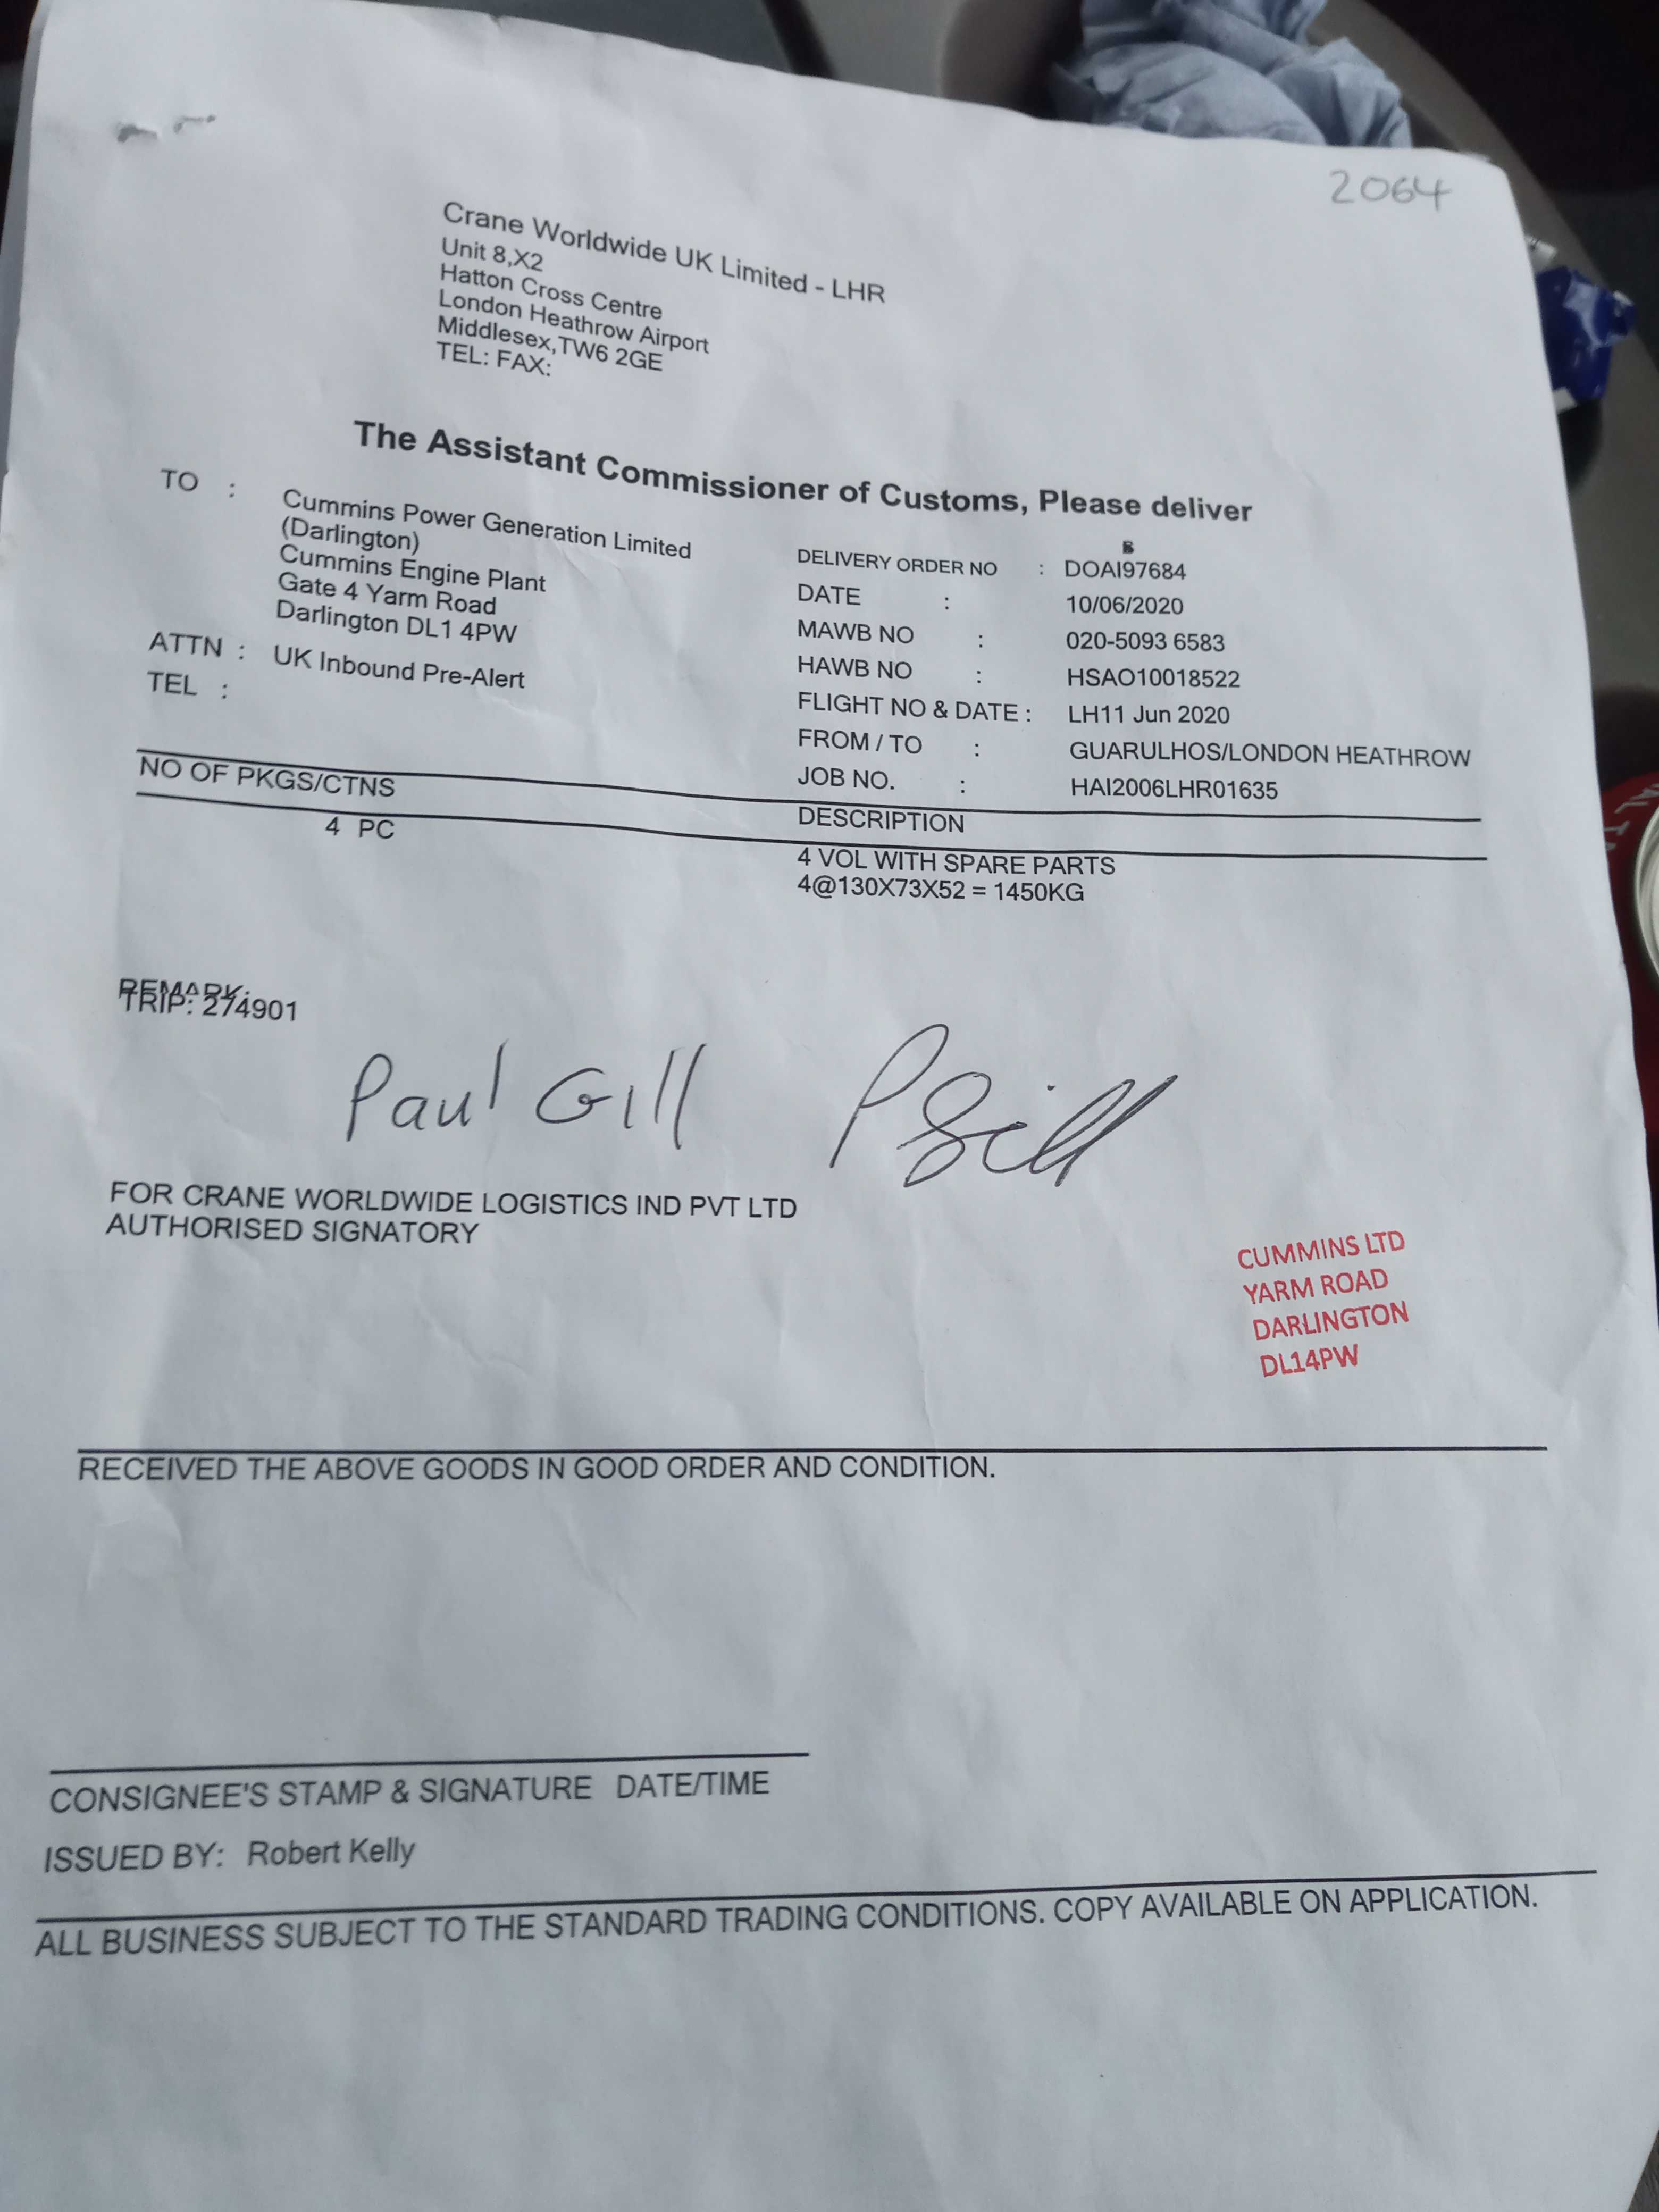 2064
Crane Worldwide UK Limited - LHR
Unit 8,X2
Hatton Cross Centre
London Heathrow Airport
Middlesex,TW6 2GE
TEL: FAX:
The Assistant Commissioner of Customs, Please deliver
TO : Cummins Power Generation Limited
(Darlington)
Cummins Engine Plant
Gate 4 Yarm Road
Darlington DL1 4PW
ATTN : UK Inbound Pre-Alert
TEL :
B
DELIVERY ORDER NO : DOAI97684
DATE : 10/06/2020
MAWB NO : 020-5093 6583
HAWB NO : HSAO10018522
FLIGHT NO & DATE : LH11 Jun 2020
FROM / TO : GUARULHOS/LONDON HEATHROW
JOB NO. : HAI2006LHR01635
NO OF PKGS/CTNS DESCRIPTION
4 PC 4 VOL WITH SPARE PARTS
4@130X73X52 = 1450KG
REMARK:
TRIP: 274901
Paul Gill PGill
FOR CRANE WORLDWIDE LOGISTICS IND PVT LTD
AUTHORISED SIGNATORY
CUMMINS LTD
YARM ROAD
DARLINGTON
DL14PW
RECEIVED THE ABOVE GOODS IN GOOD ORDER AND CONDITION.
CONSIGNEE'S STAMP & SIGNATURE DATE/TIME
ISSUED BY: Robert Kelly
ALL BUSINESS SUBJECT TO THE STANDARD TRADING CONDITIONS. COPY AVAILABLE ON APPLICATION.